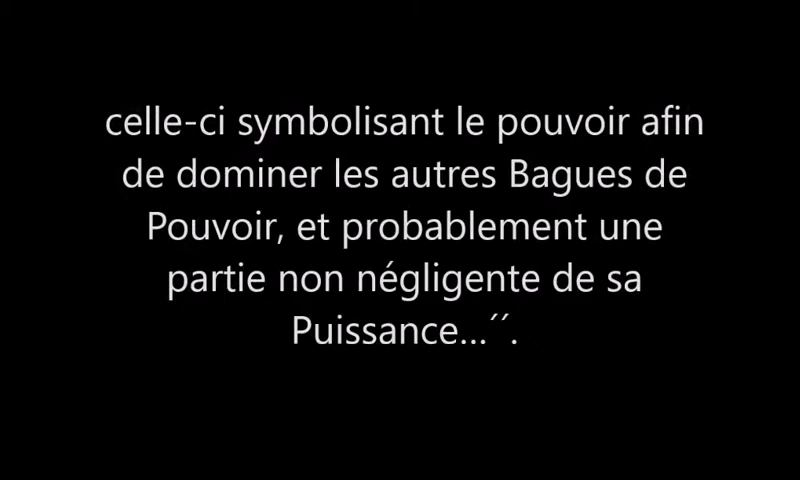 celle-ci symbolisant le pouvoir afin
de dominer les autres Bagues de
Pouvoir, et probablement une
partie non négligente de sa
Puissance...´´.